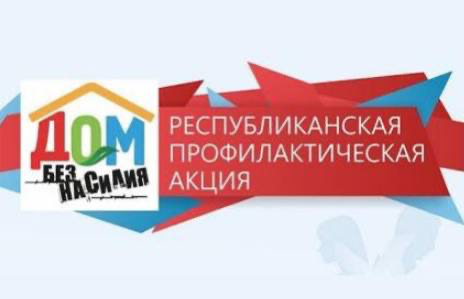 ДОМ
БЕЗ
НАСИЛИЯ
РЕСПУБЛИКАНСКАЯ
ПРОФИЛАКТИЧЕСКАЯ
АКЦИЯ